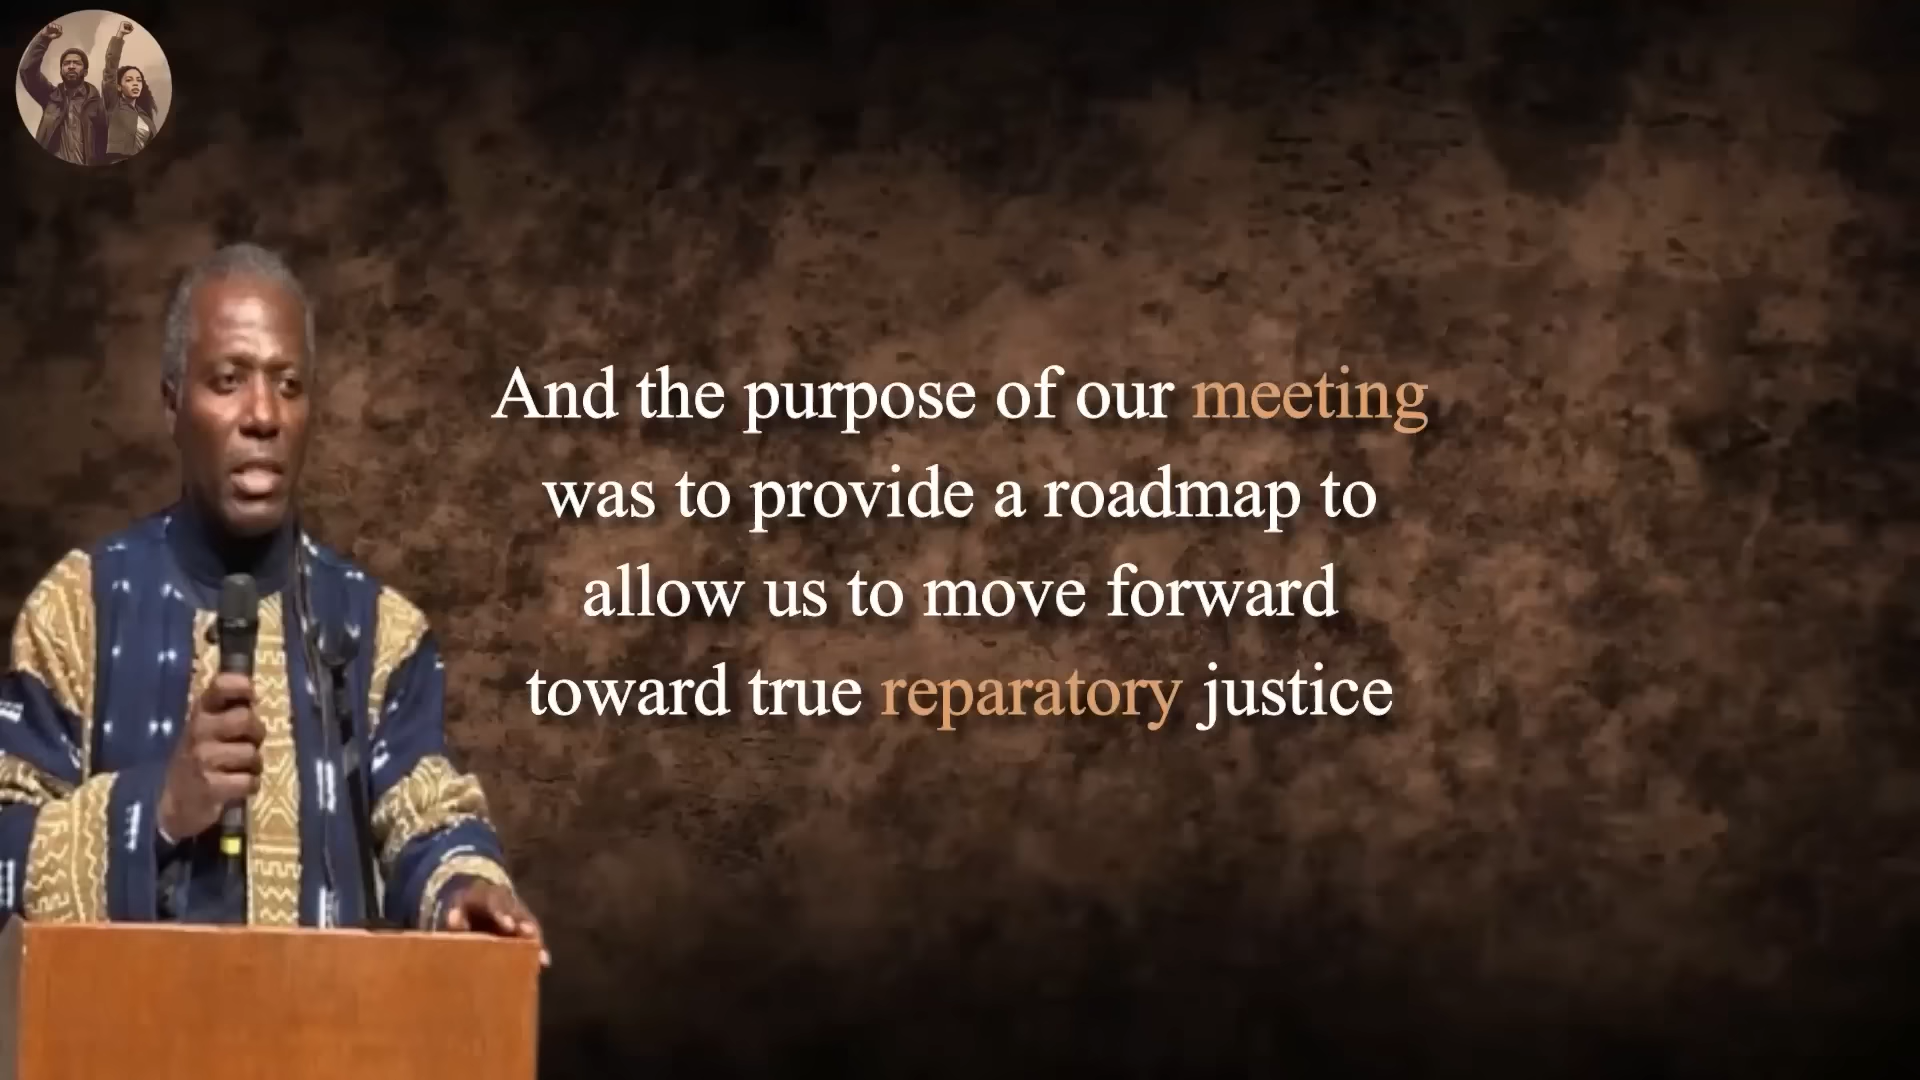 And the purpose of our meeting
was to provide a roadmap to
allow us to move forward
toward true reparatory justice